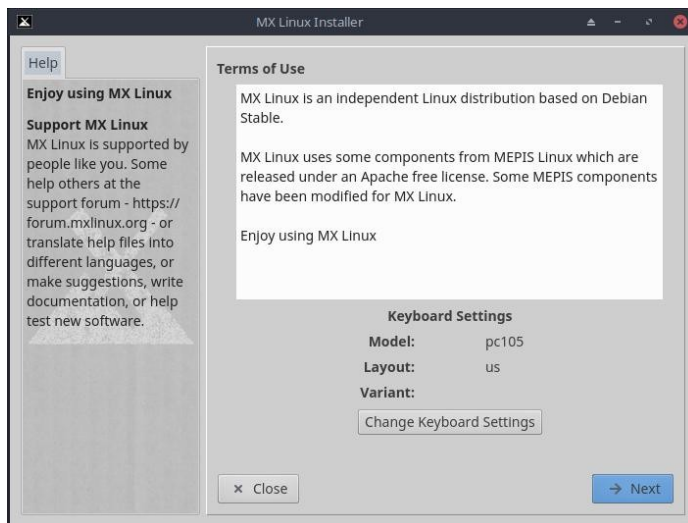 MX Linux Installer
Help
Enjoy using MX Linux
Support MX Linux
MX Linux is supported by
people like you. Some
help others at the
support forum - https://
forum.mxlinux.org - or
translate help files into
different languages, or
make suggestions, write
documentation, or help
test new software.
Terms of Use
MX Linux is an independent Linux distribution based on Debian
Stable.
MX Linux uses some components from MEPIS Linux which are
released under an Apache free license. Some MEPIS components
have been modified for MX Linux.
Enjoy using MX Linux
Keyboard Settings
Model: pc105
Layout: us
Variant:
Change Keyboard Settings
Close
Next